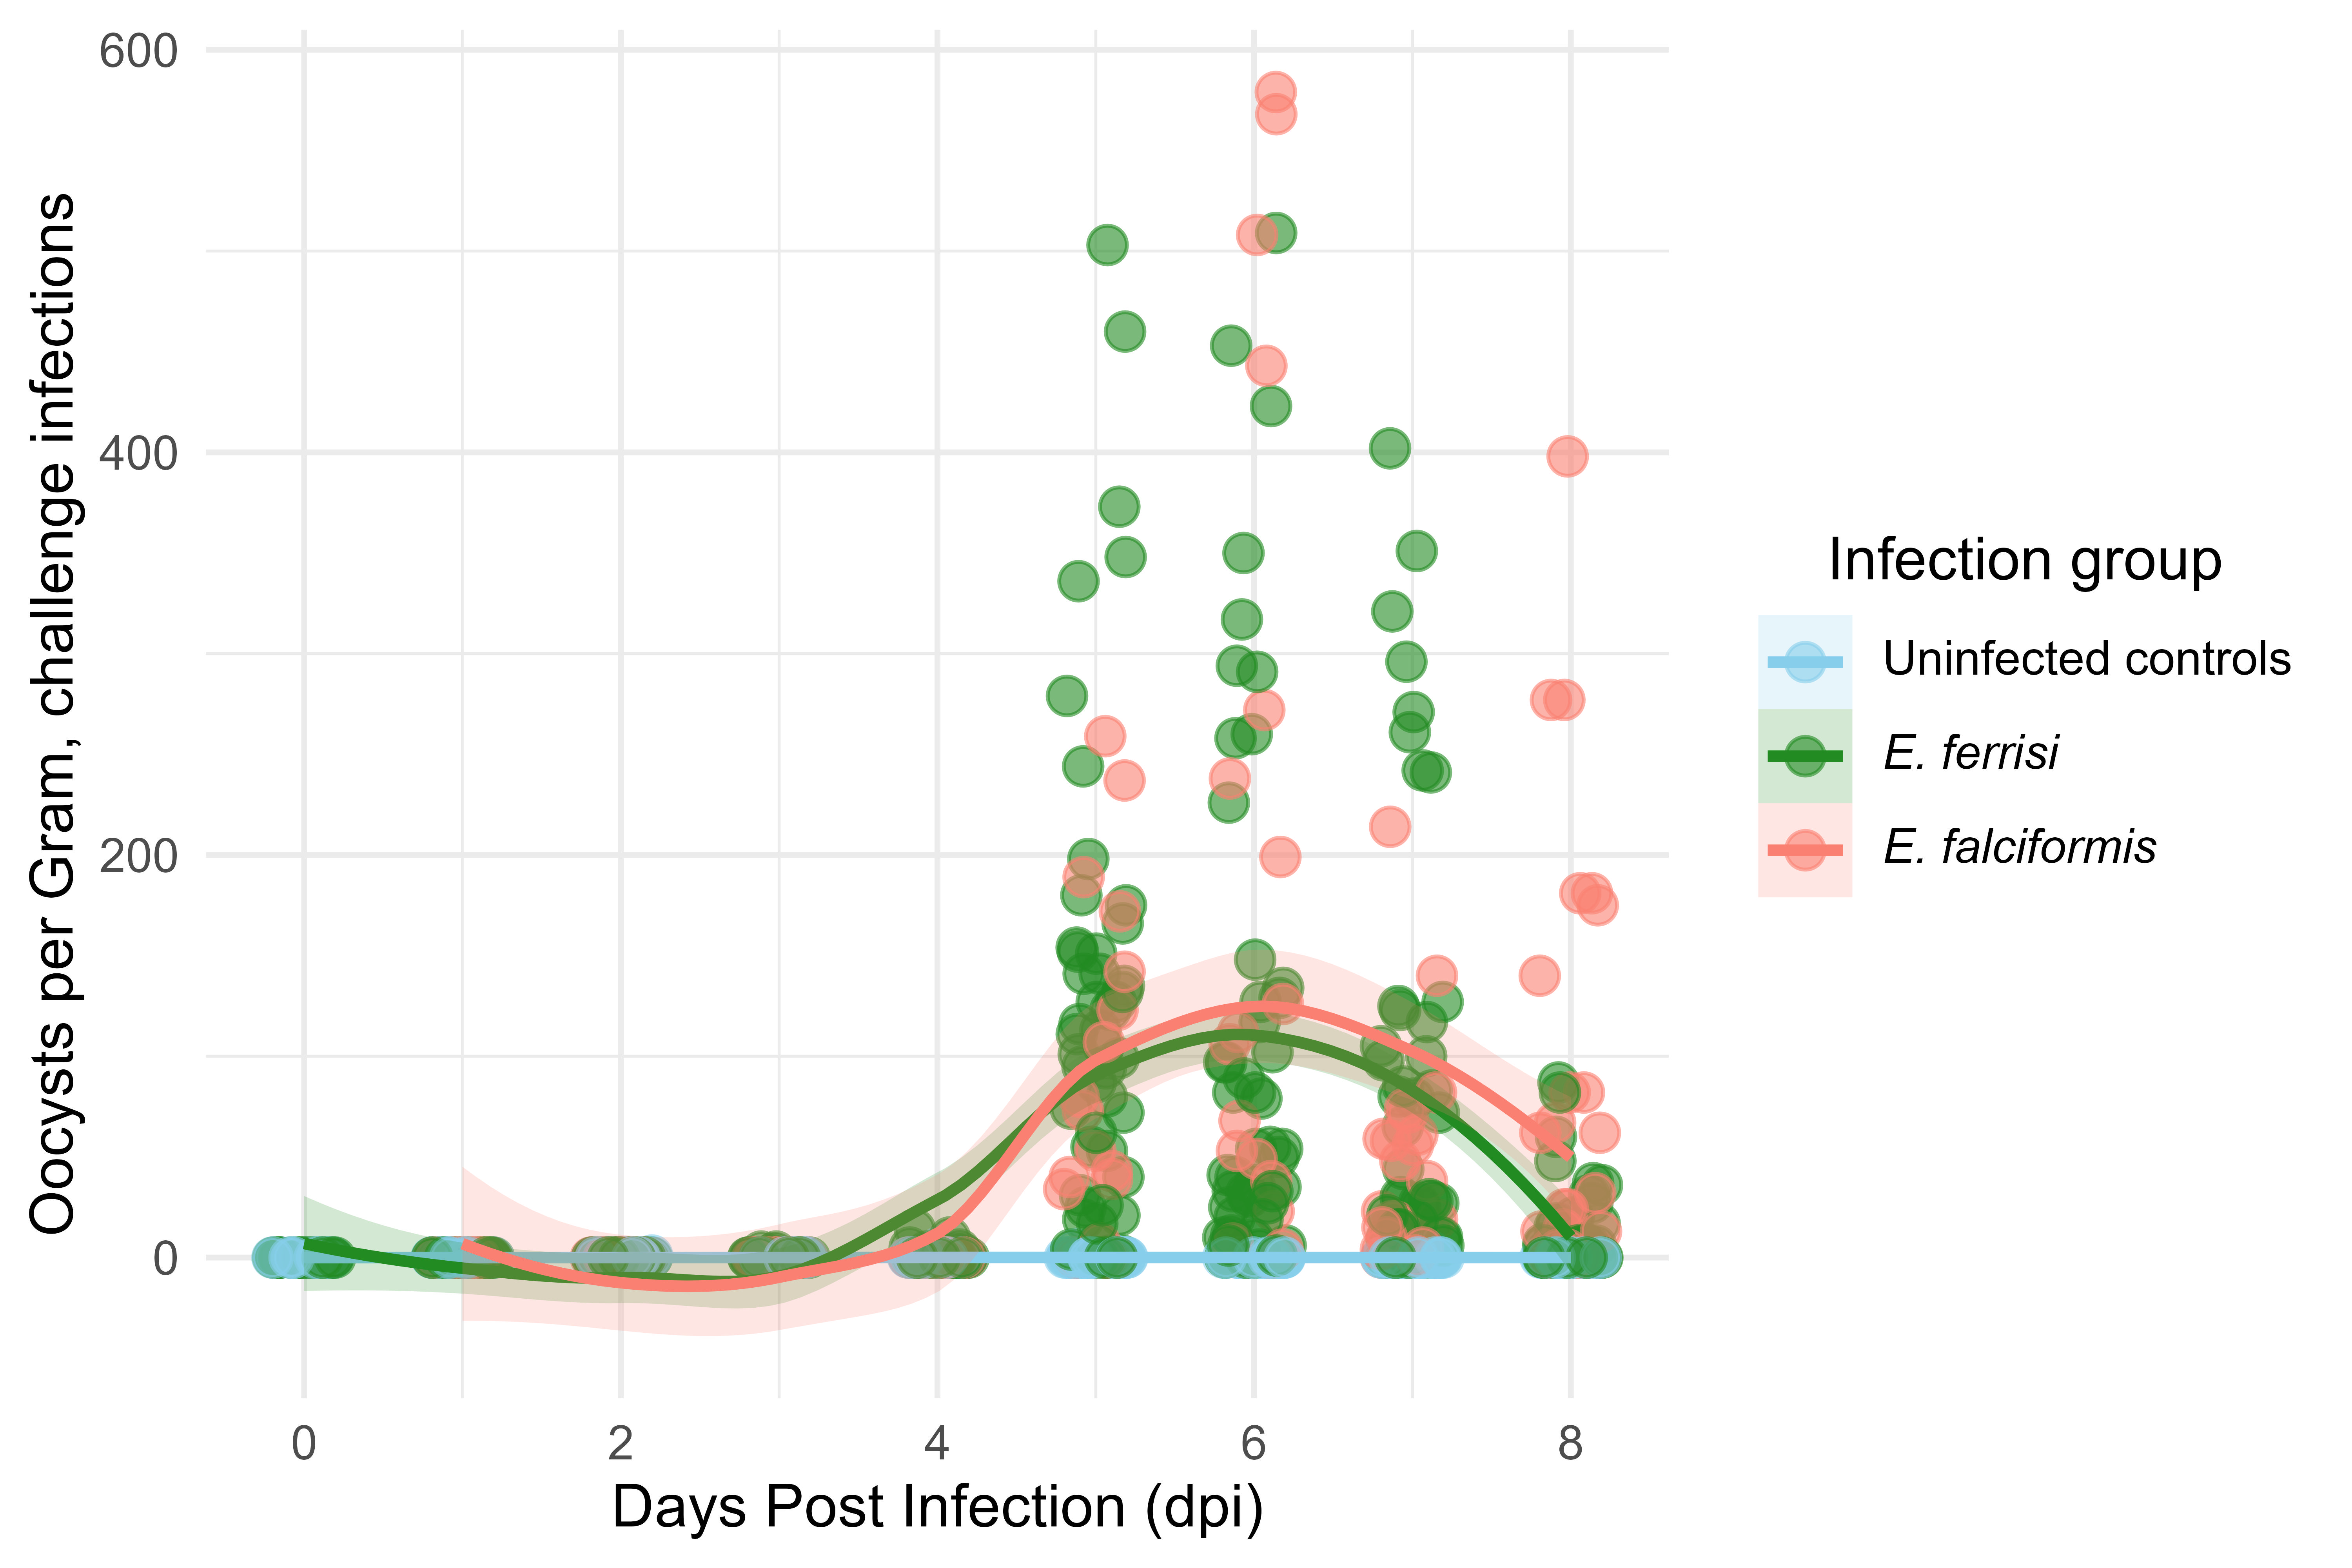 Oocysts per Gram, challenge infections
600
400
200
0
0 2 4 6 8
Days Post Infection (dpi)
Infection group
Uninfected controls
E. ferrisi
E. falciformis